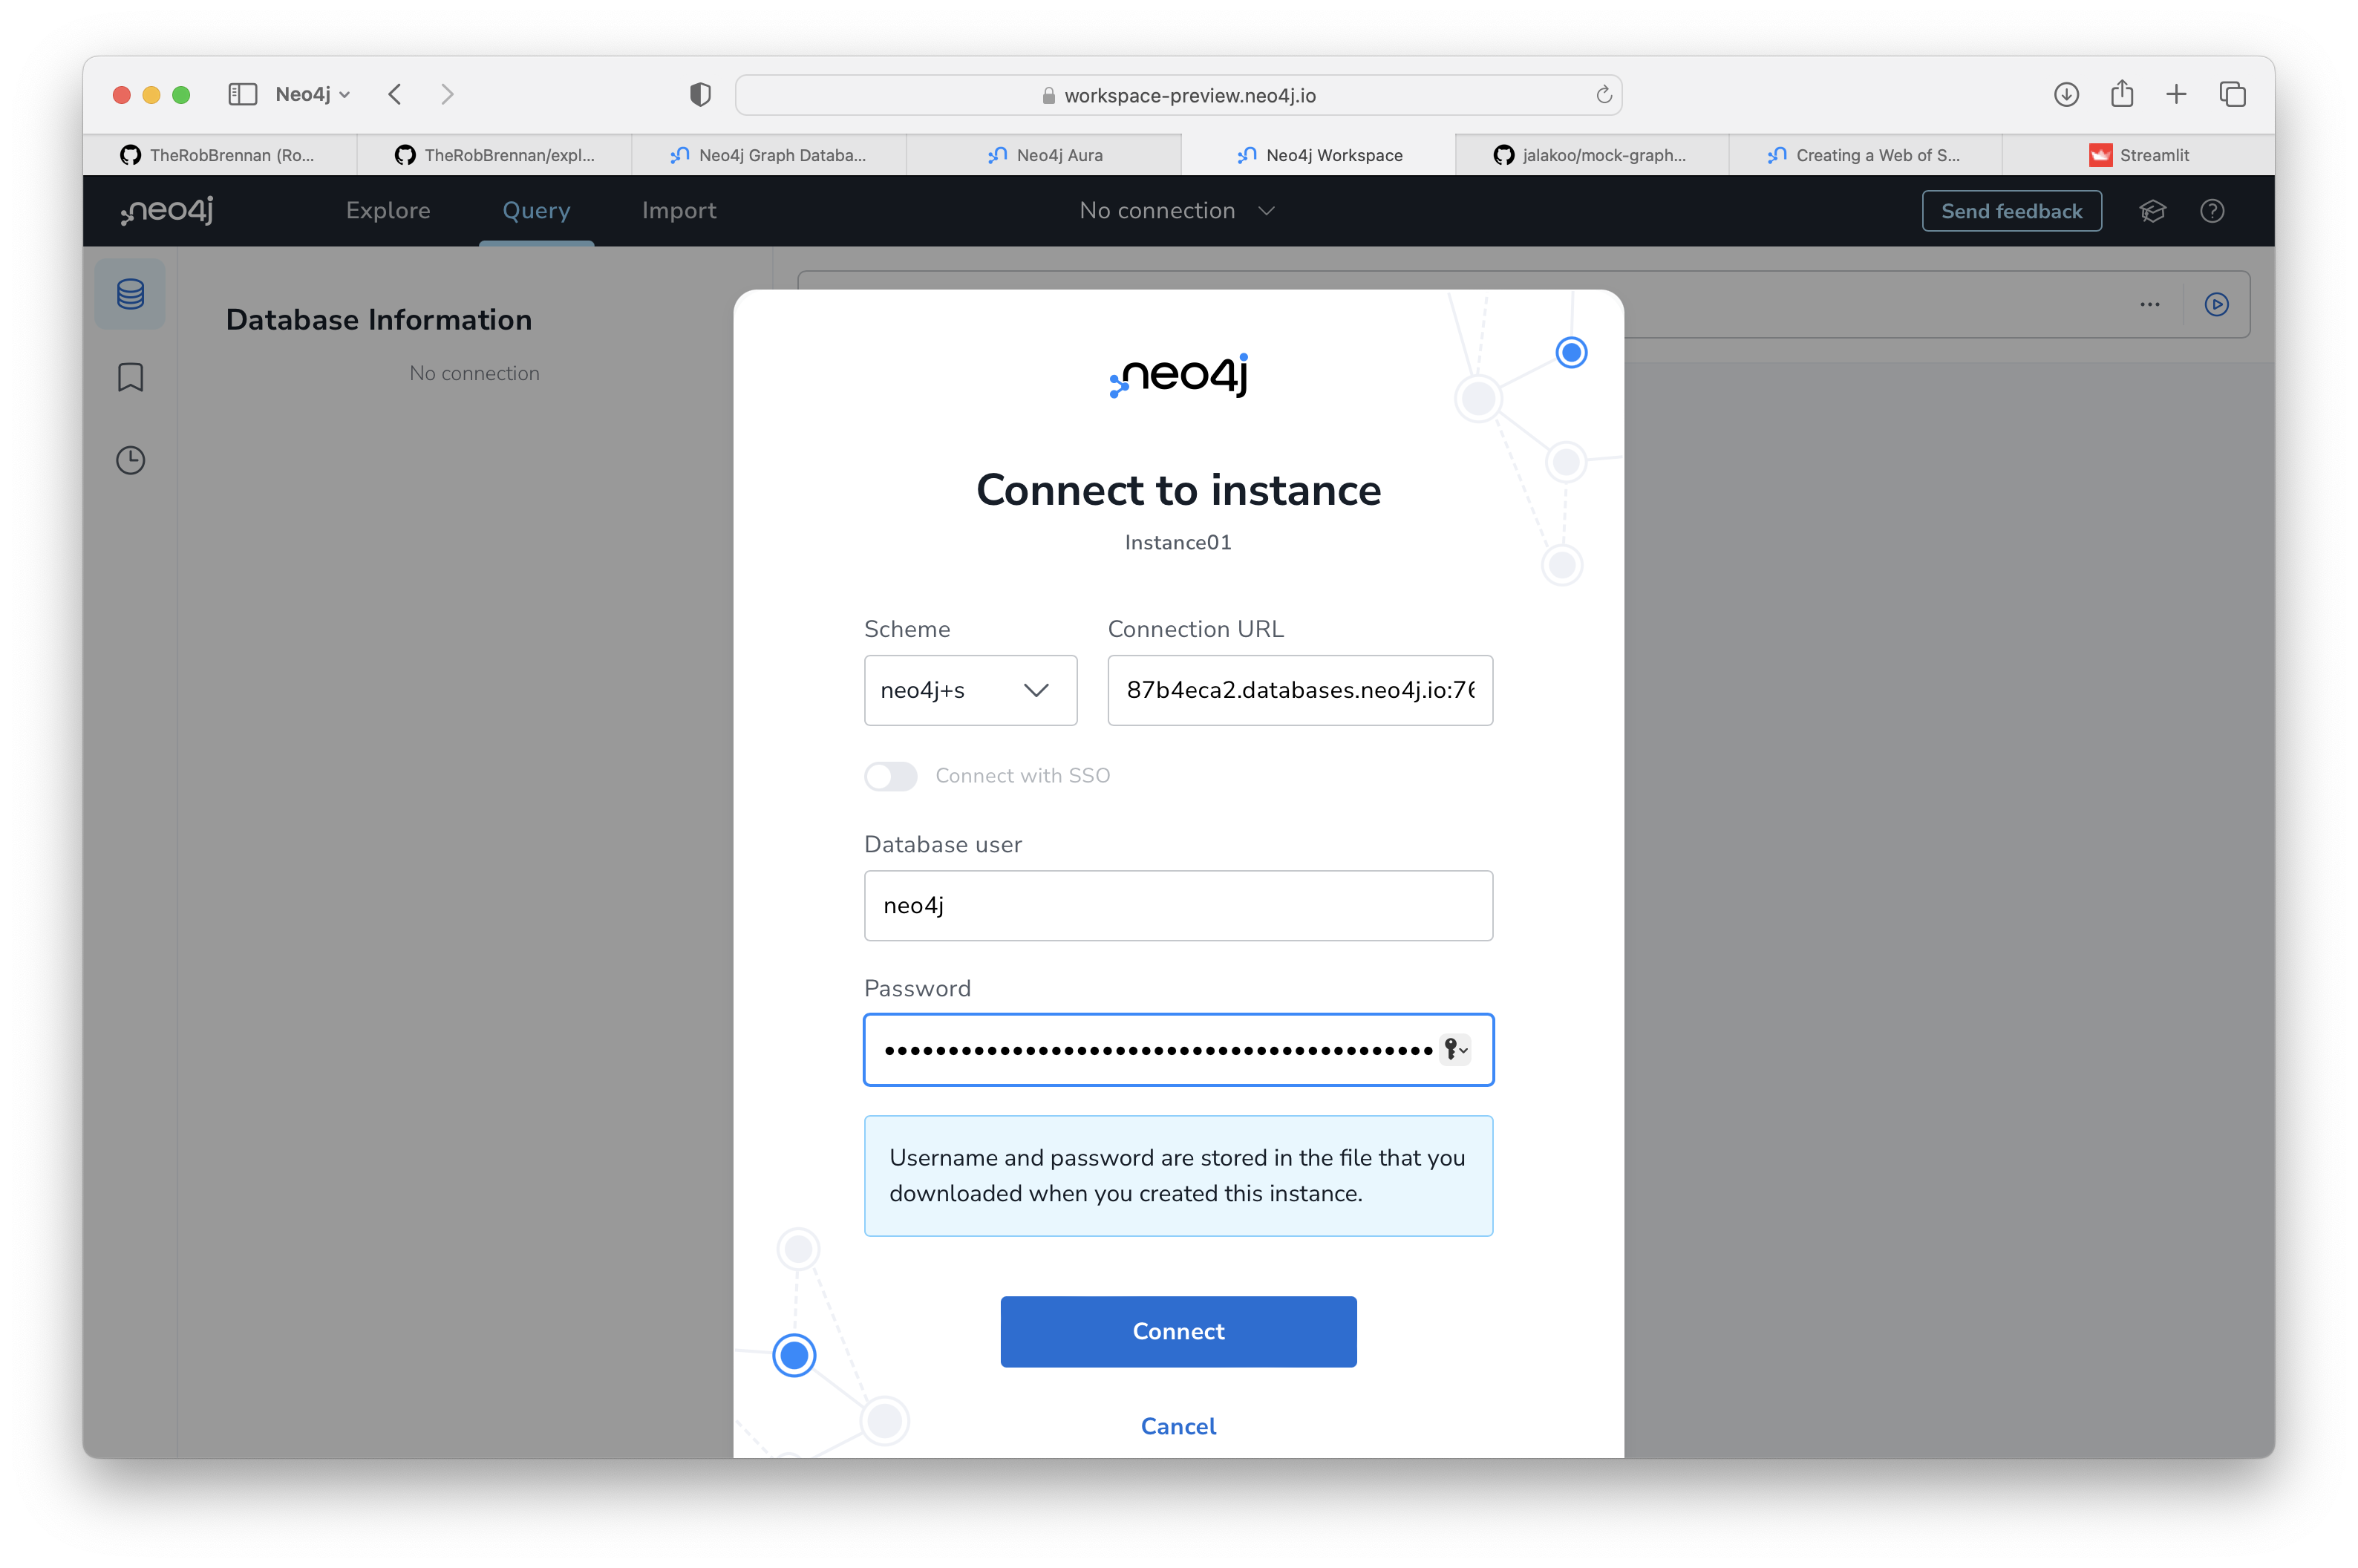 Neo4j
workspace-preview.neo4j.io
TheRobBrennan (Ro...
TheRobBrennan/expl...
Neo4j Graph Databa...
Neo4j Aura
Neo4j Workspace
jalakoo/mock-graph...
Creating a Web of S...
Streamlit
neo4j
Explore
Query
Import
No connection
Send feedback
Database Information
No connection
neo4j
Connect to instance
Instance01
Scheme
Connection URL
neo4j+s
87b4eca2.databases.neo4j.io:76
Connect with SSO
Database user
neo4j
Password
Username and password are stored in the file that you
downloaded when you created this instance.
Connect
Cancel